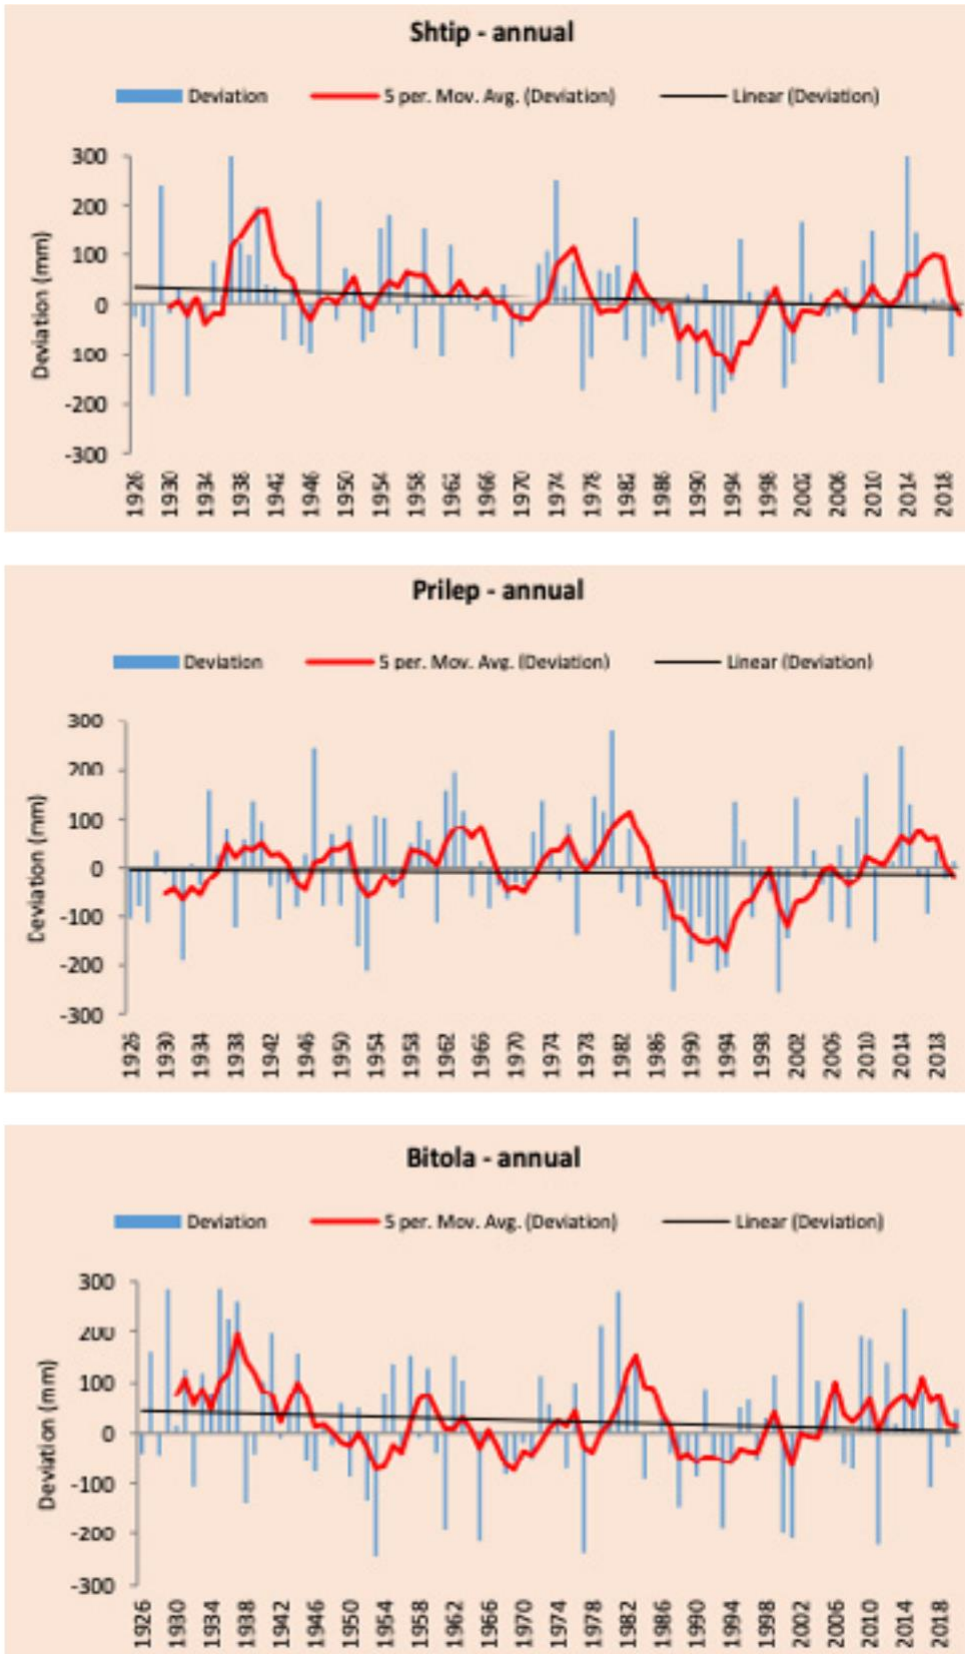 Shtip - annual
Deviation 5 per. Mov. Avg. (Deviation) Linear (Deviation)
Deviation (mm)
300
200
100
0
100
-200
-300
1926 1930 1934 1938 1942 1946 1950 1954 1958 1962 1966 1970 1974 1978 1982 1986 1990 1994 1998 2002 2006 2010 2014 2018
Prilep - annual
Deviation 5 per. Mov. Avg. (Deviation) Linear (Deviation)
Deviation (mm)
300
200
100
0
-100
-200
-300
1926 1930 1934 1938 1942 1946 1950 1954 1958 1962 1966 1970 1974 1978 1982 1986 1990 1994 1998 2002 2006 2010 2014 2018
Bitola - annual
Deviation 5 per. Mov. Avg. (Deviation) Linear (Deviation)
Deviation (mm)
300
200
100
0
-100
-200
-300
1926 1930 1934 1938 1942 1946 1950 1954 1958 1962 1966 1970 1974 1978 1982 1986 1990 1994 1998 2002 2006 2010 2014 2018